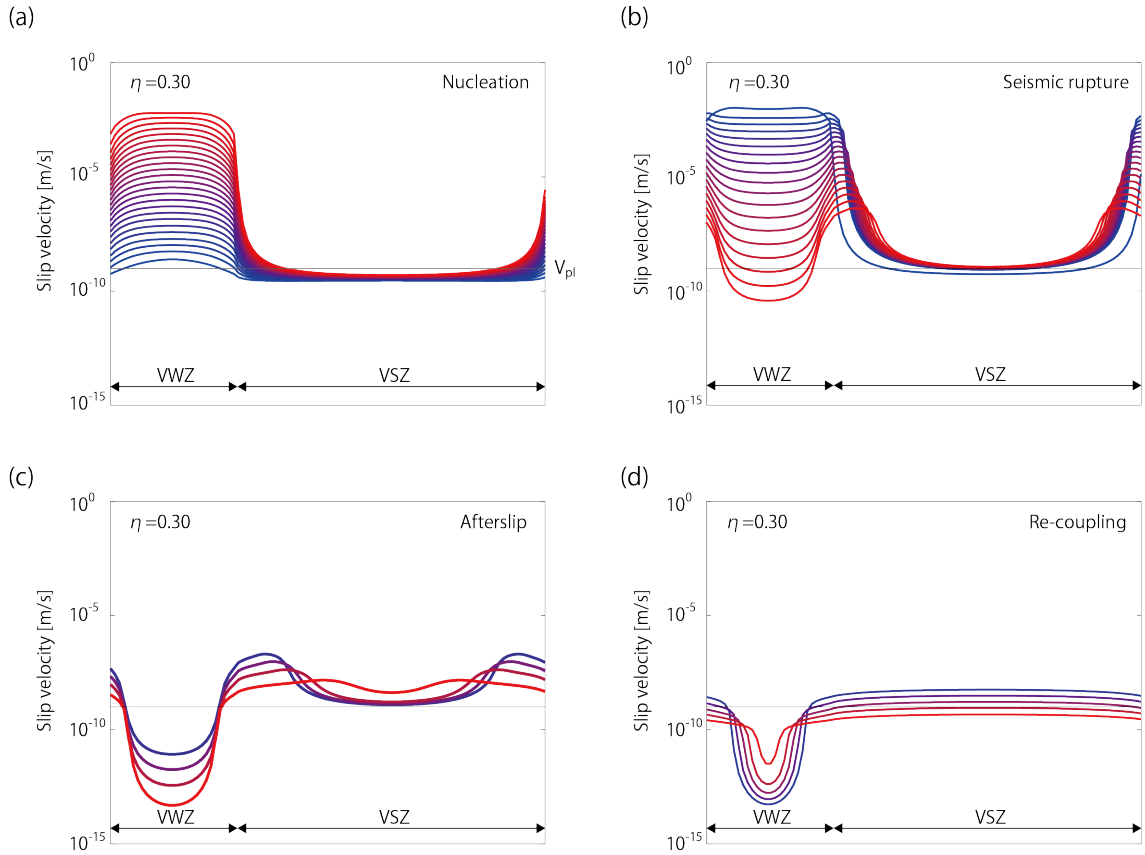 (a)
η =0.30
Nucleation
Slip velocity [m/s]
10^0
10^-5
10^-10
10^-15
V_pl
VWZ
VSZ
(b)
η =0.30
Seismic rupture
Slip velocity [m/s]
10^0
10^-5
10^-10
10^-15
VWZ
VSZ
(c)
η =0.30
Afterslip
Slip velocity [m/s]
10^0
10^-5
10^-10
10^-15
VWZ
VSZ
(d)
η =0.30
Re-coupling
Slip velocity [m/s]
10^0
10^-5
10^-10
10^-15
VWZ
VSZ